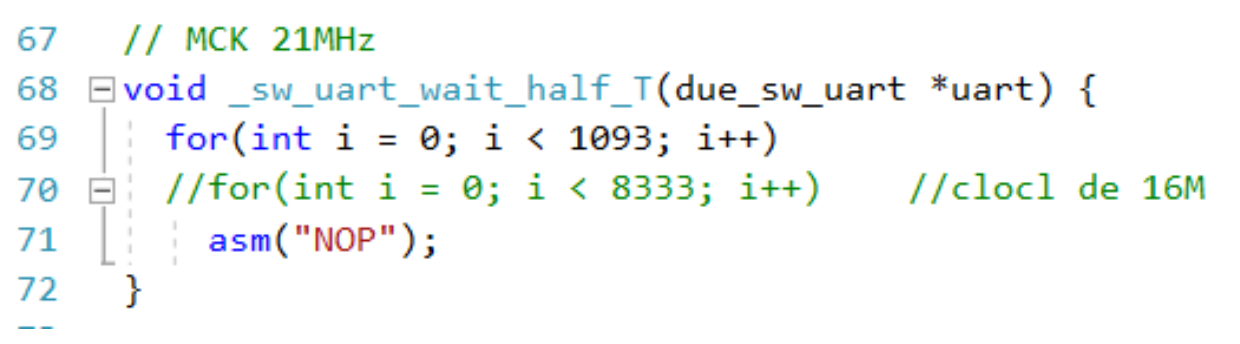 67 // MCK 21MHz
68 void _sw_uart_wait_half_T(due_sw_uart *uart) {
69 for(int i = 0; i < 1093; i++)
70 //for(int i = 0; i < 8333; i++) //clocl de 16M
71 asm("NOP");
72 }